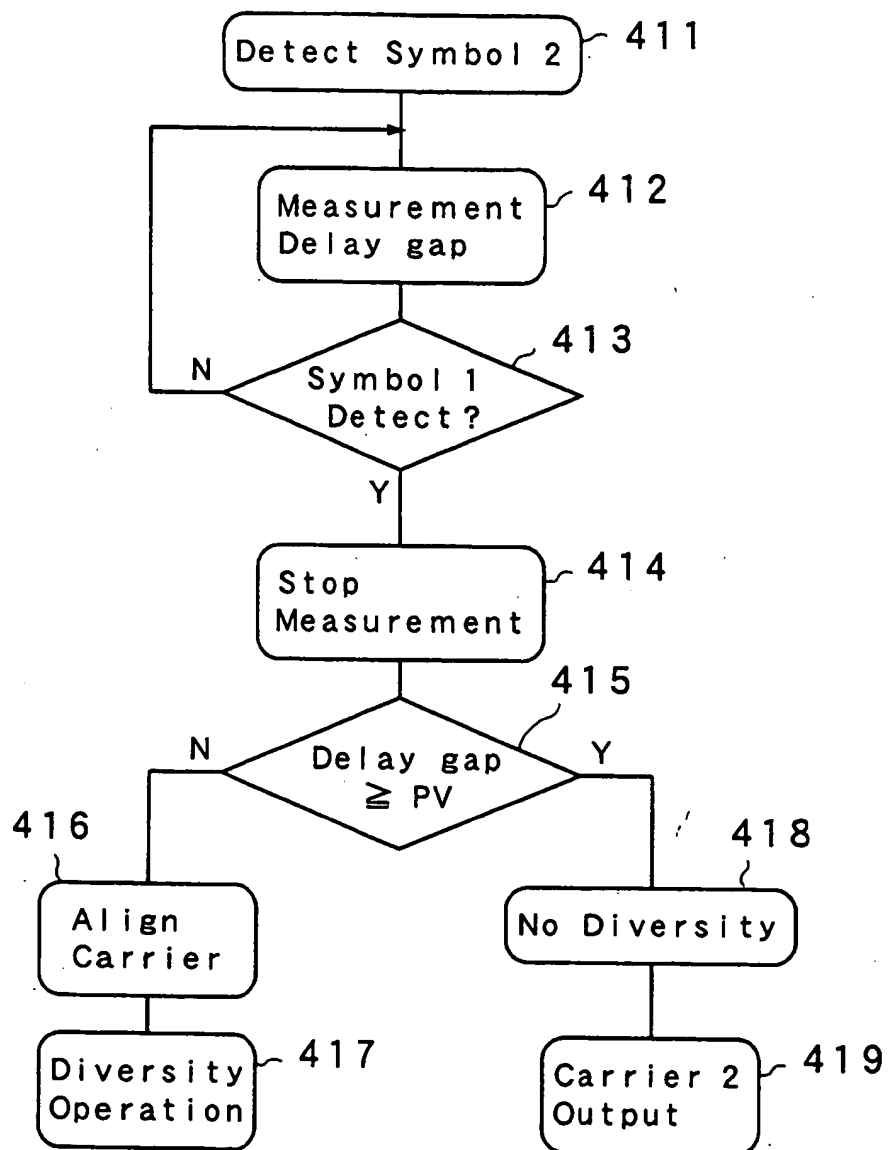 Detect Symbol 2
411
Measurement
Delay gap
412
413
N
Symbol 1
Detect?
Y
Stop
Measurement
414
415
N
Delay gap
≧ PV
Y
416
Align
Carrier
418
No Diversity
Diversity
Operation
417
Carrier 2
Output
419